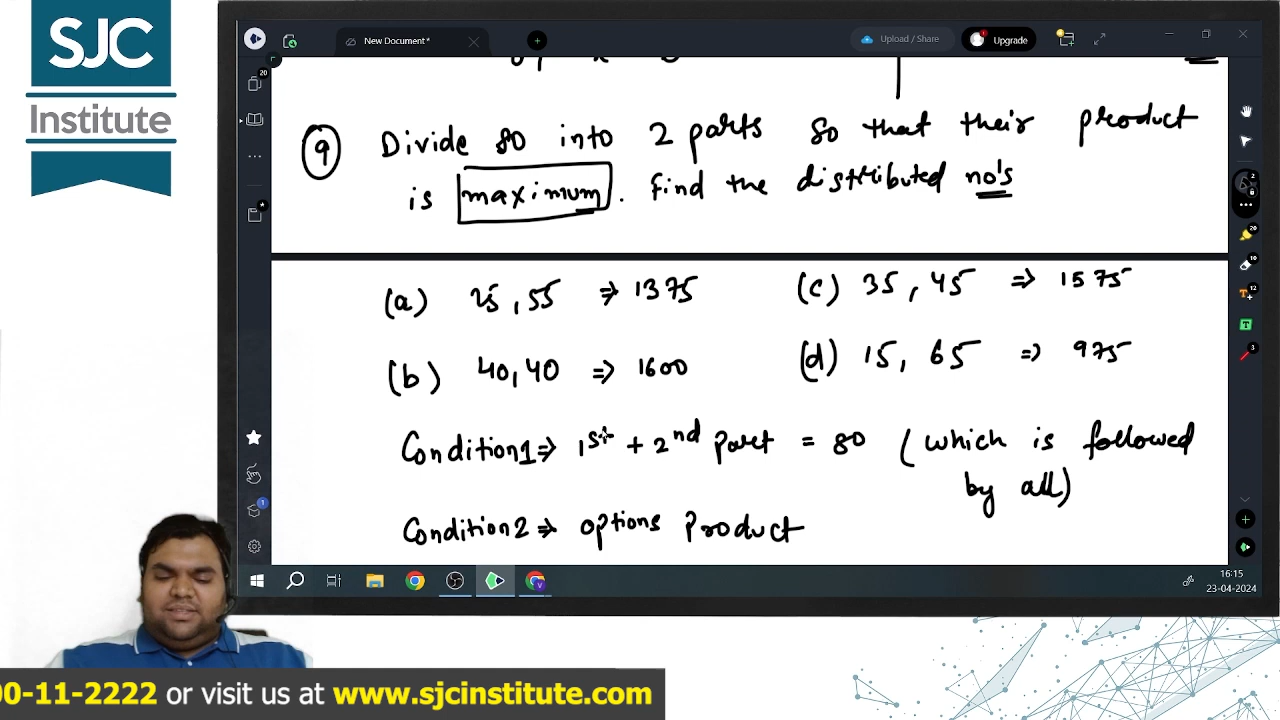 SJC
Institute
New Document*
Upload / Share
Upgrade
9 Divide 80 into 2 parts so that their product
is maximum. Find the distributed no's
(a) 25, 55 ⇒ 1375
(c) 35, 45 ⇒ 1575
(b) 40, 40 ⇒ 1600
(d) 15, 65 ⇒ 975
Condition1 ⇒ 1st + 2nd part = 80 (which is followed
by all)
Condition2 ⇒ options product
16:15
23-04-2024
00-11-2222 or visit us at www.sjcinstitute.com